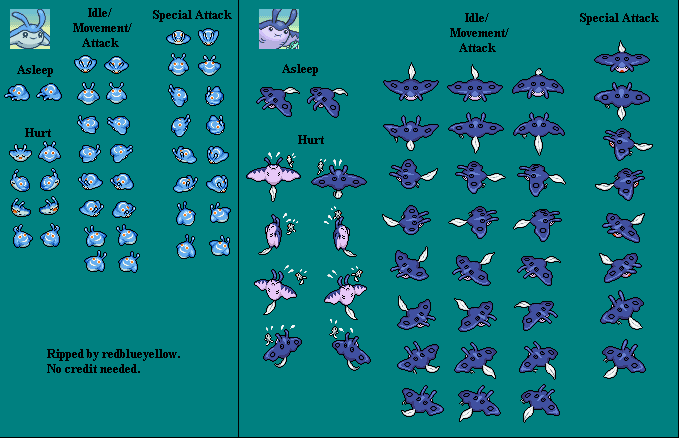 Idle/
Movement/
Attack
Special Attack
Asleep
Hurt
Ripped by redblueyellow.
No credit needed.
Idle/
Movement/
Attack
Special Attack
Asleep
Hurt